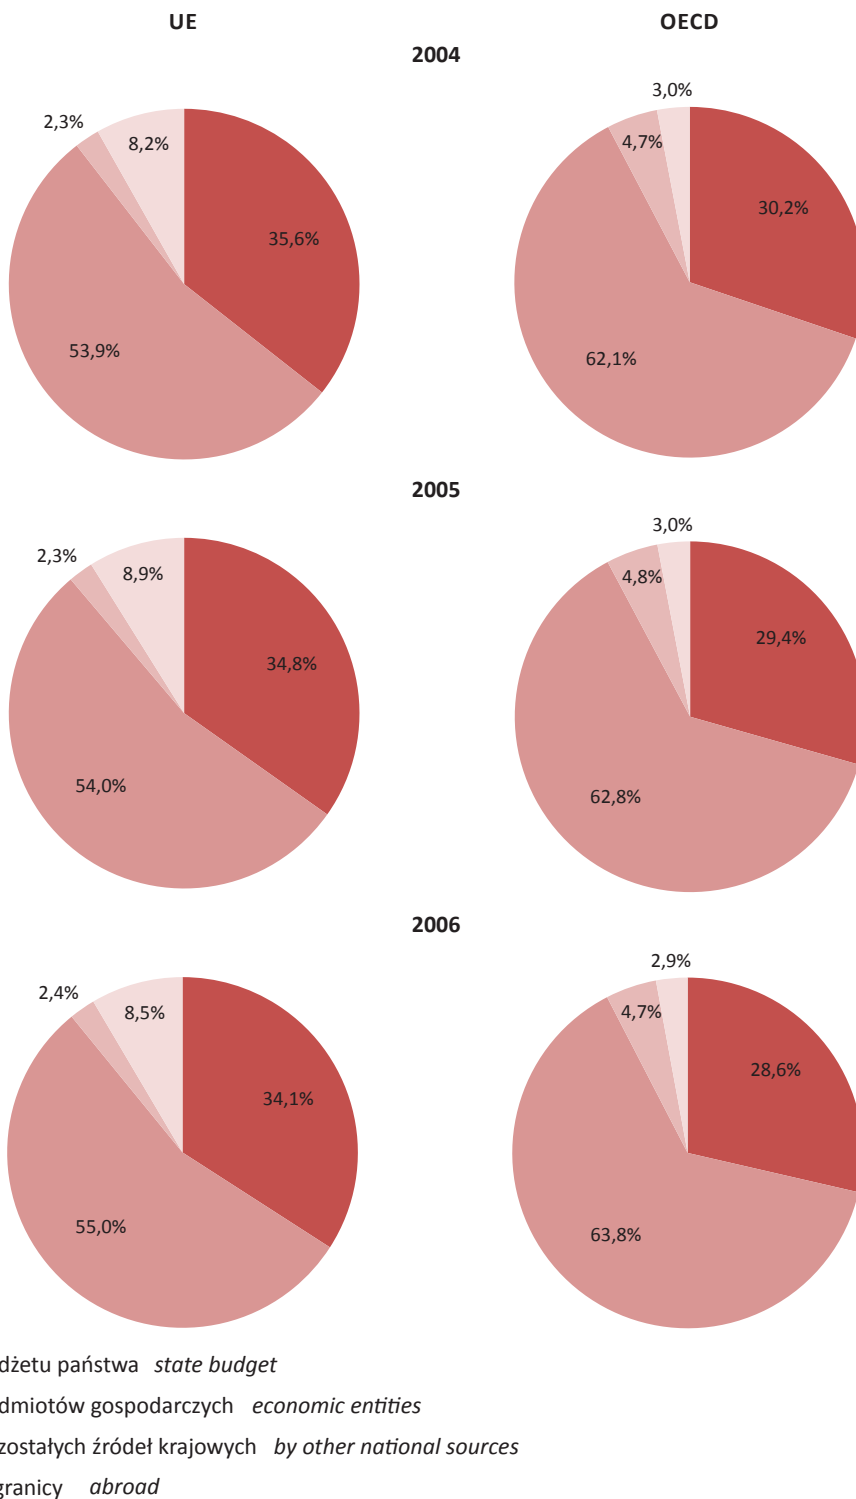 UE OECD
2004
2,3% 8,2% 35,6% 53,9%
3,0% 4,7% 30,2% 62,1%
2005
2,3% 8,9% 34,8% 54,0%
3,0% 4,8% 29,4% 62,8%
2006
2,4% 8,5% 34,1% 55,0%
2,9% 4,7% 28,6% 63,8%
dżetu państwa state budget
dmiotów gospodarczych economic entities
zostałych źródeł krajowych by other national sources
granicy abroad